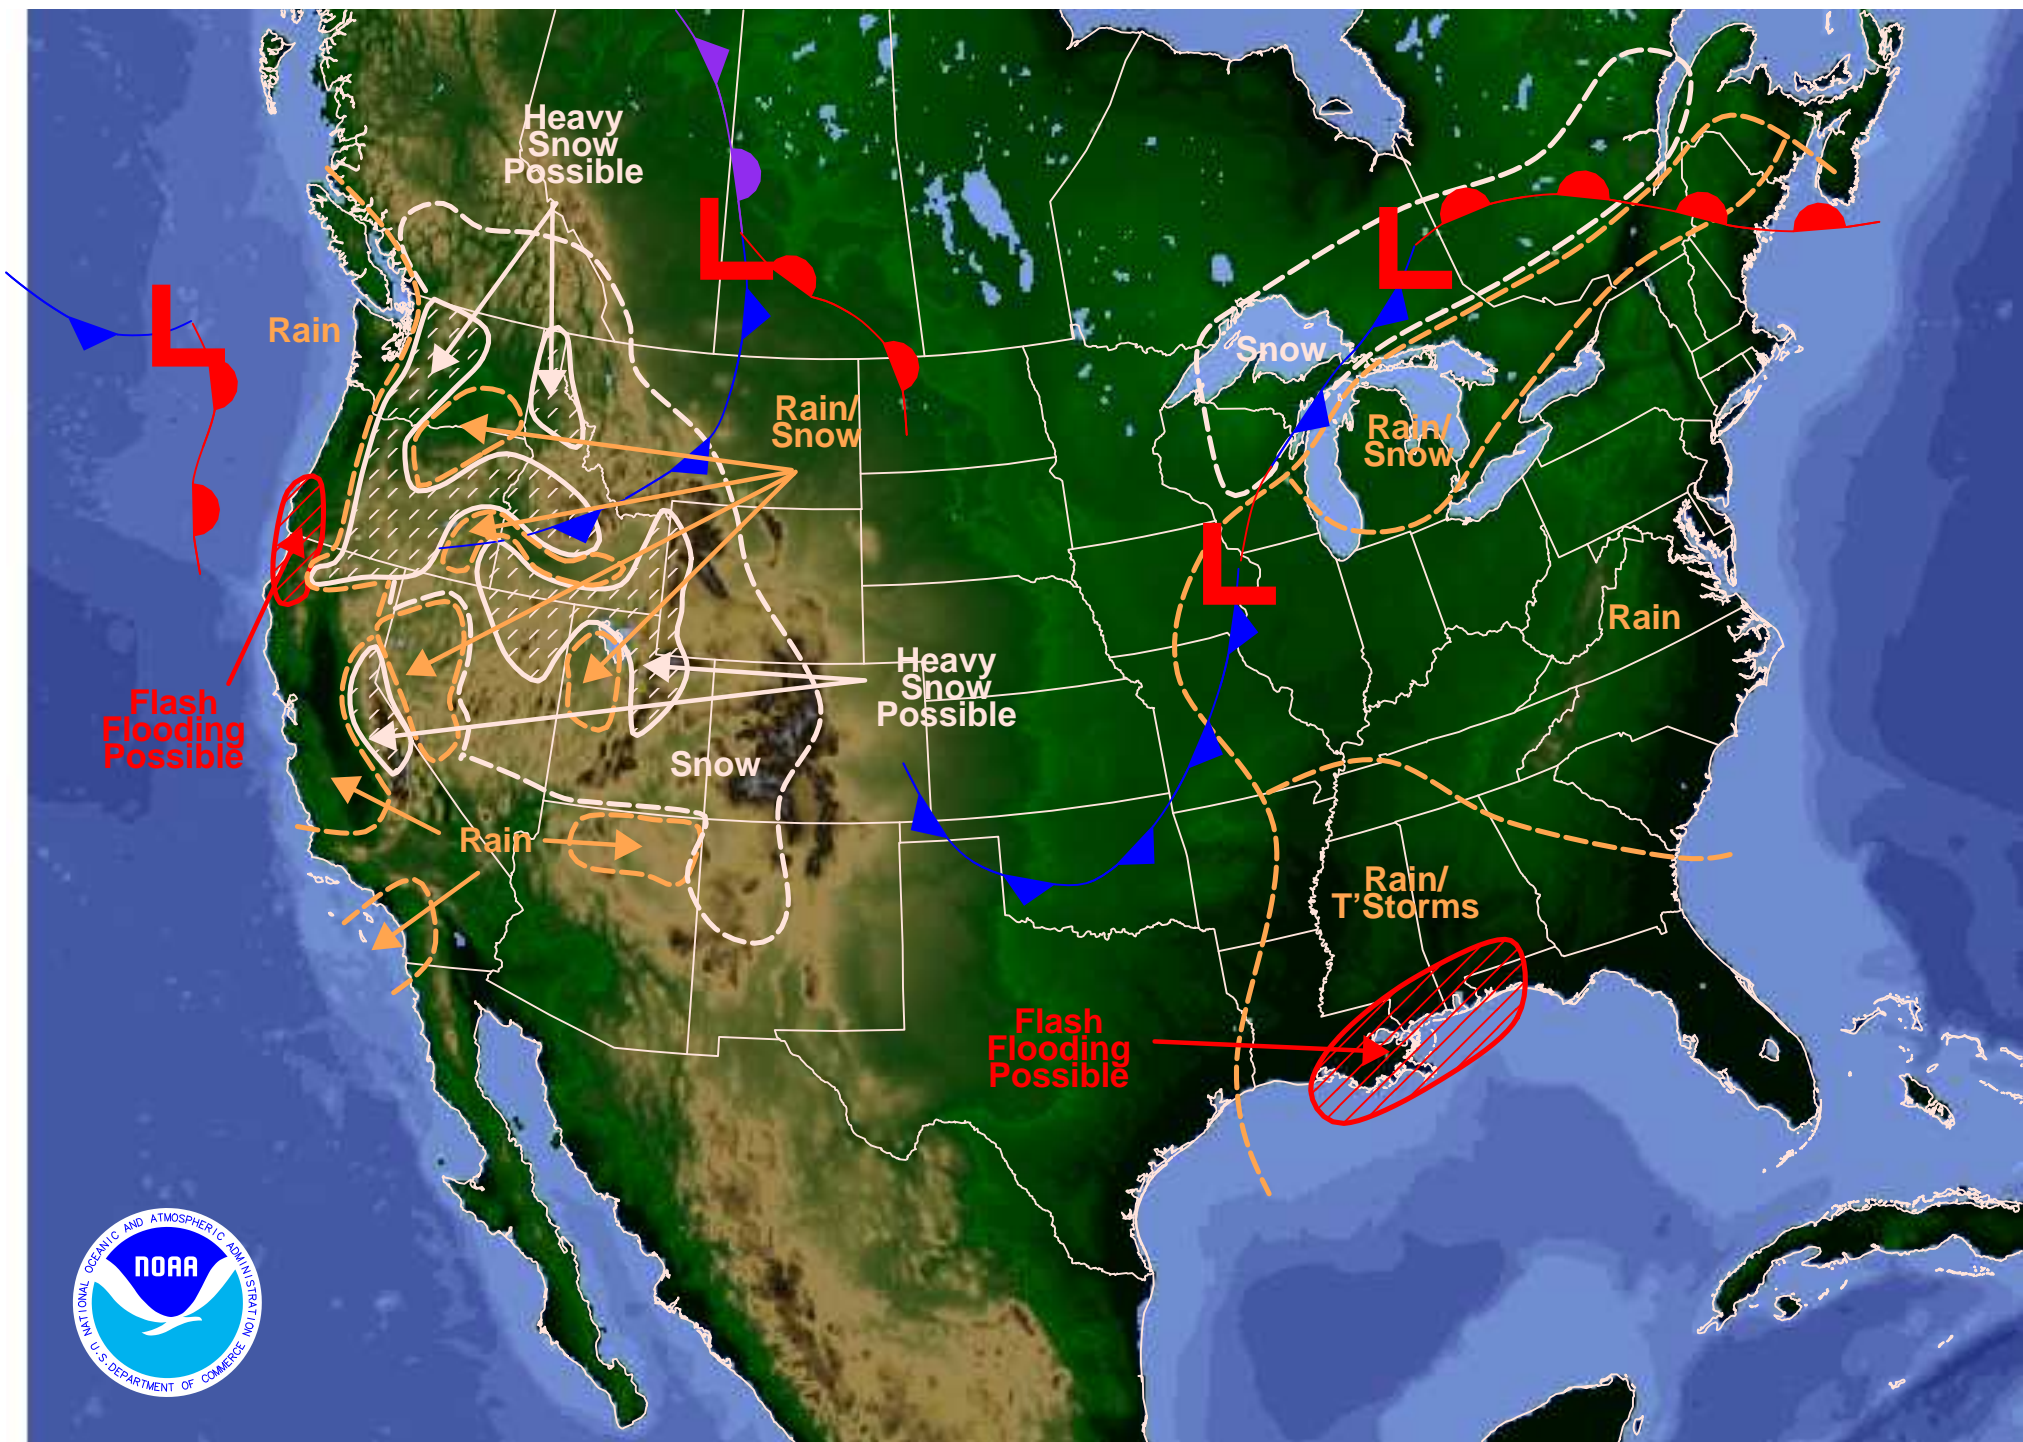 Heavy
Snow
Possible
L
L
L
Rain
Snow
Rain/
Snow
Rain/
Snow
L
Rain
Heavy
Snow
Possible
Flash
Flooding
Possible
Snow
Rain
Rain/
T'Storms
Flash
Flooding
Possible
NATIONAL OCEANIC AND ATMOSPHERIC ADMINISTRATION
NOAA
U.S. DEPARTMENT OF COMMERCE